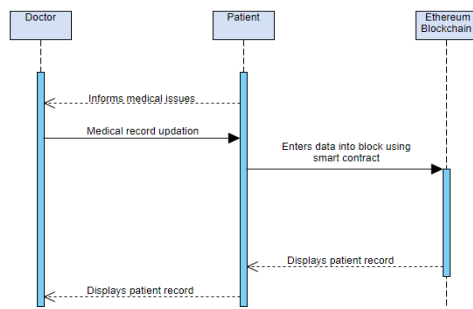 Doctor
Patient
Ethereum
Blockchain
Informs medical issues
Medical record updation
Enters data into block using
smart contract
Displays patient record
Displays patient record